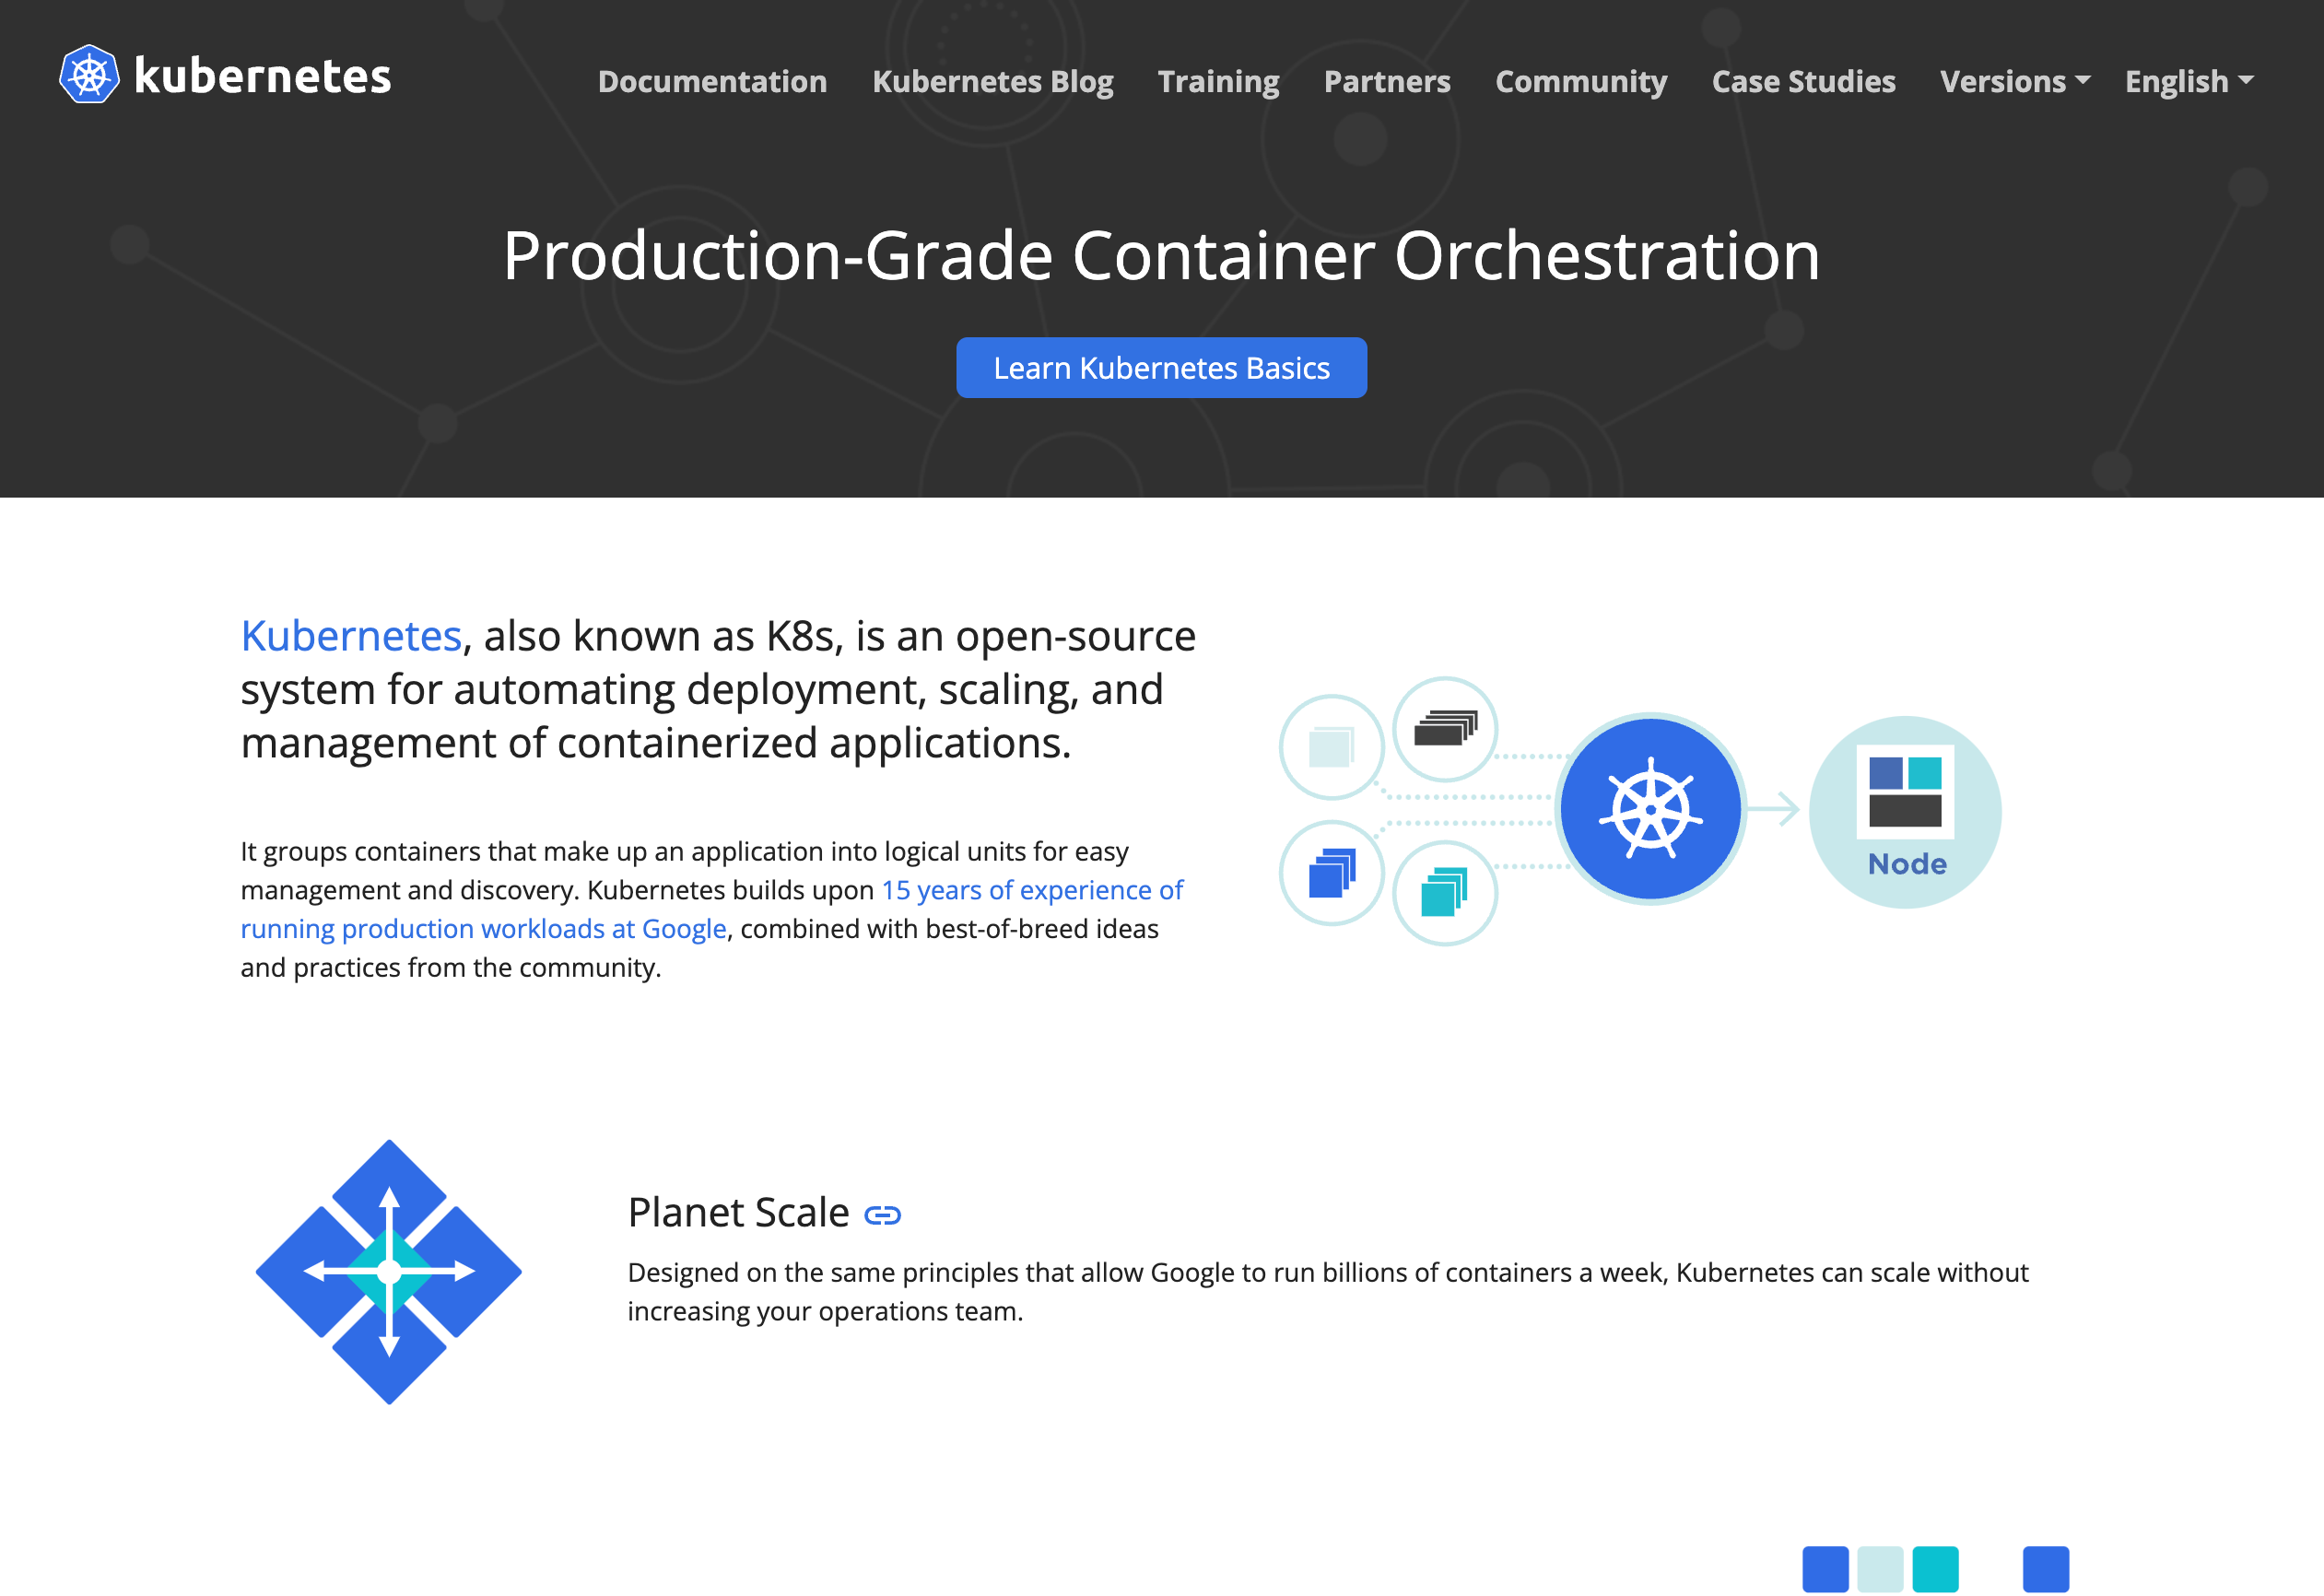 kubernetes
Documentation Kubernetes Blog Training Partners Community Case Studies Versions English
Production-Grade Container Orchestration
Learn Kubernetes Basics
Kubernetes, also known as K8s, is an open-source
system for automating deployment, scaling, and
management of containerized applications.
It groups containers that make up an application into logical units for easy
management and discovery. Kubernetes builds upon 15 years of experience of
running production workloads at Google, combined with best-of-breed ideas
and practices from the community.
Node
Planet Scale
Designed on the same principles that allow Google to run billions of containers a week, Kubernetes can scale without
increasing your operations team.